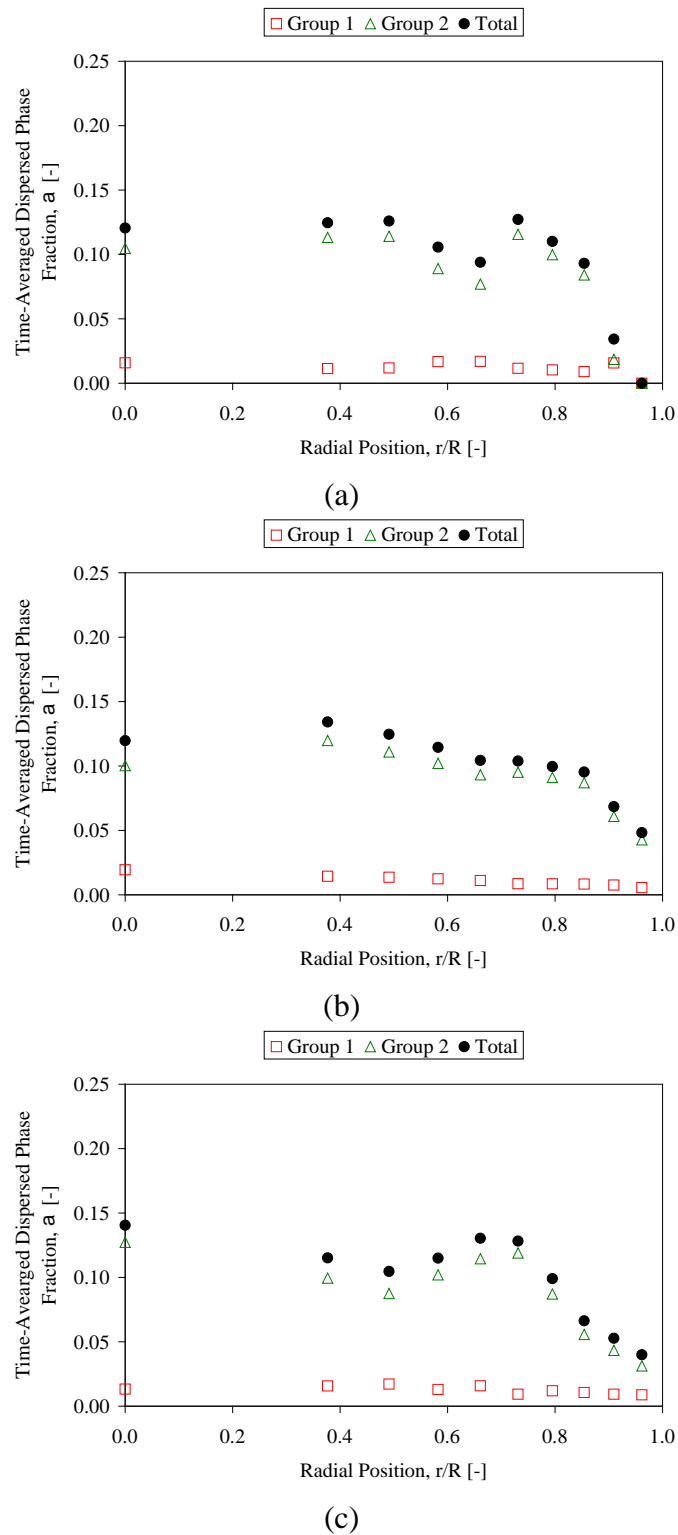 Group 1 Group 2 Total
Time-Averaged Dispersed Phase
Fraction, a [-]
0.25
0.20
0.15
0.10
0.05
0.00
0.0 0.2 0.4 0.6 0.8 1.0
Radial Position, r/R [-]
(a)
Group 1 Group 2 Total
Time-Averaged Dispersed Phase
Fraction, a [-]
0.25
0.20
0.15
0.10
0.05
0.00
0.0 0.2 0.4 0.6 0.8 1.0
Radial Position, r/R [-]
(b)
Group 1 Group 2 Total
Time-Avearged Dispersed Phase
Fraction, a [-]
0.25
0.20
0.15
0.10
0.05
0.00
0.0 0.2 0.4 0.6 0.8 1.0
Radial Position, r/R [-]
(c)